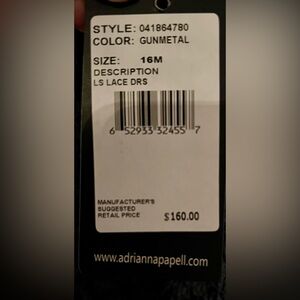 STYLE: 041864780
COLOR: GUNMETAL
SIZE: 16M
DESCRIPTION
LS LACE DRS
6 52933 32455 7
MANUFACTURER'S
SUGGESTED
RETAIL PRICE $160.00
www.adriannapapell.com